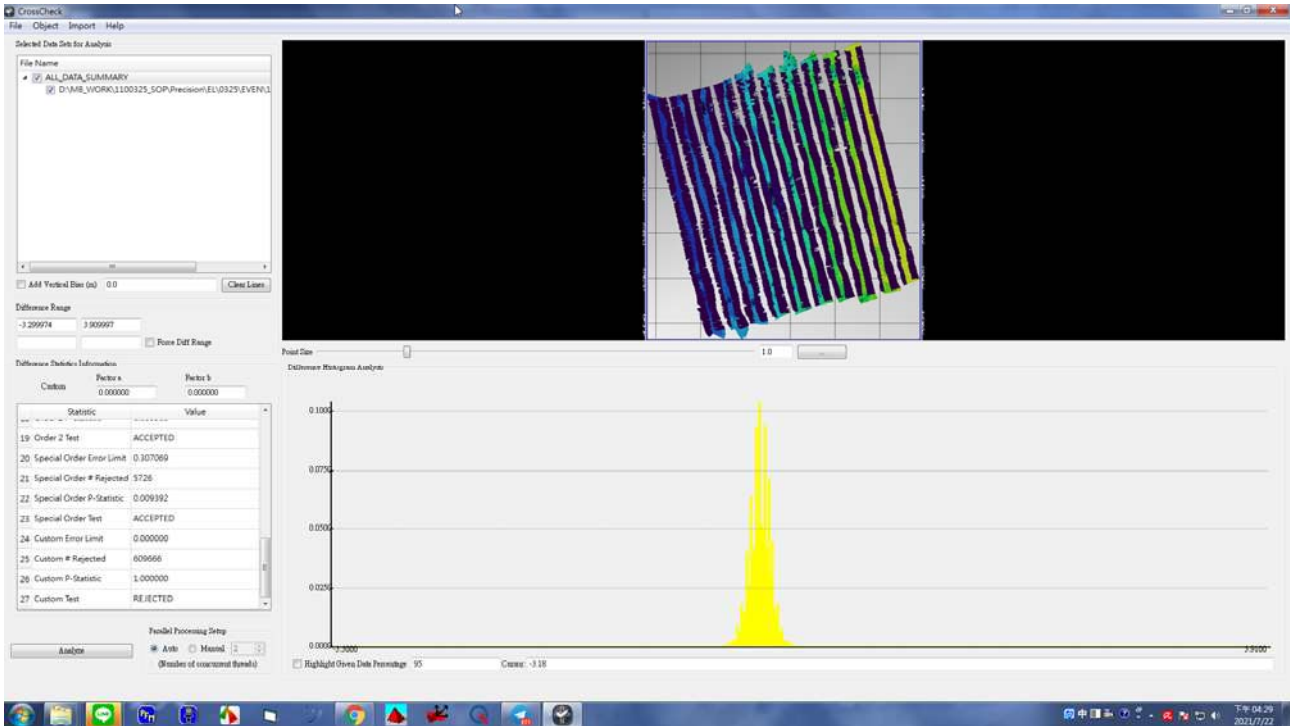 CrossCheck
File Object Import Help
Selected Data Sets for Analysis
File Name
ALL_DATA_SUMMARY
D:\MB_WORK\1100325_SOP\Precision\EL\0325\EVEN\1
Add Vertical Bias (m) 0.0 Clear Lines
Difference Range
-3.299974 3.909997
Force Diff Range
Point Size 1.0 ...
Difference Statistics Information
Difference Histogram Analysis
Custom Factor a Factor b
0.000000 0.000000
Statistic Value
19 Order 2 Test ACCEPTED
20 Special Order Error Limit 0.307069
21 Special Order # Rejected 5726
22 Special Order P-Statistic 0.009392
23 Special Order Test ACCEPTED
24 Custom Error Limit 0.000000
25 Custom # Rejected 609666
26 Custom P-Statistic 1.000000
27 Custom Test REJECTED
0.1000
0.0750
0.0500
0.0250
0.0000
-3.3000 3.9100
Parallel Processing Setup
Analyze Auto Manual 2
(Number of concurrent threads)
Highlight Given Data Percentage 95 Cursor: -3.18
下午 04:29
2021/7/22